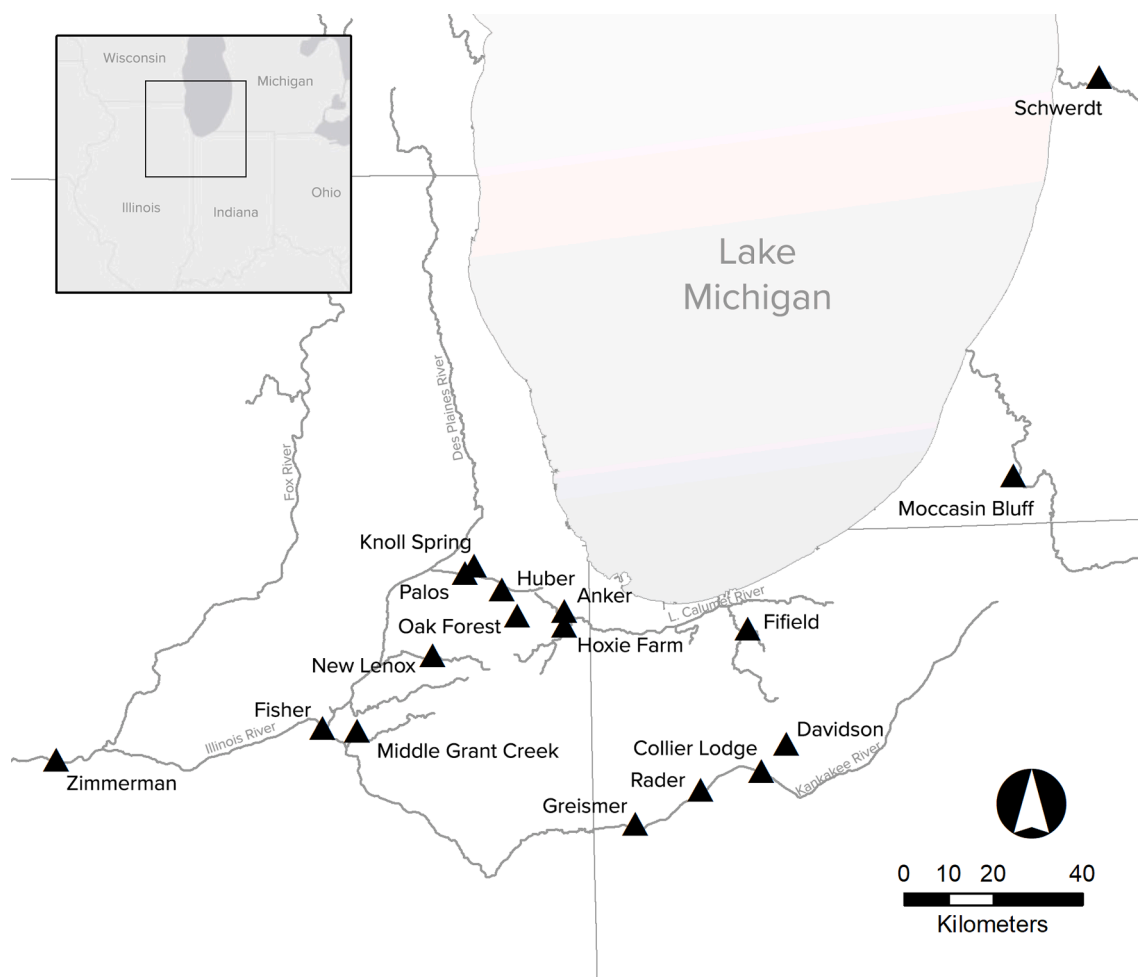 Wisconsin
Michigan
Illinois
Indiana
Ohio
Schwerdt
Lake
Michigan
Des Plaines River
Fox River
Moccasin Bluff
Knoll Spring
Huber
Palos
Anker
L. Calumet River
Oak Forest
Fifield
Hoxie Farm
New Lenox
Fisher
Illinois River
Middle Grant Creek
Davidson
Collier Lodge
Zimmerman
Rader
Kankakee River
Greismer
0 10 20 40
Kilometers